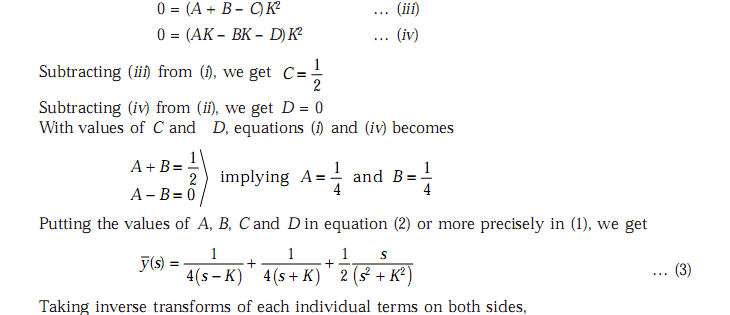 0 = (A + B – C)K² ... (iii)
0 = (AK – BK – D)K² ... (iv)
Subtracting (iii) from (i), we get C = 1/2
Subtracting (iv) from (ii), we get D = 0
With values of C and D, equations (i) and (iv) becomes
A + B = 1/2
A – B = 0 } implying A = 1/4 and B = 1/4
Putting the values of A, B, C and D in equation (2) or more precisely in (1), we get
ȳ(s) = 1/4(s – K) + 1/4(s + K) + 1/2 s/(s² + K²) ... (3)
Taking inverse transforms of each individual terms on both sides,